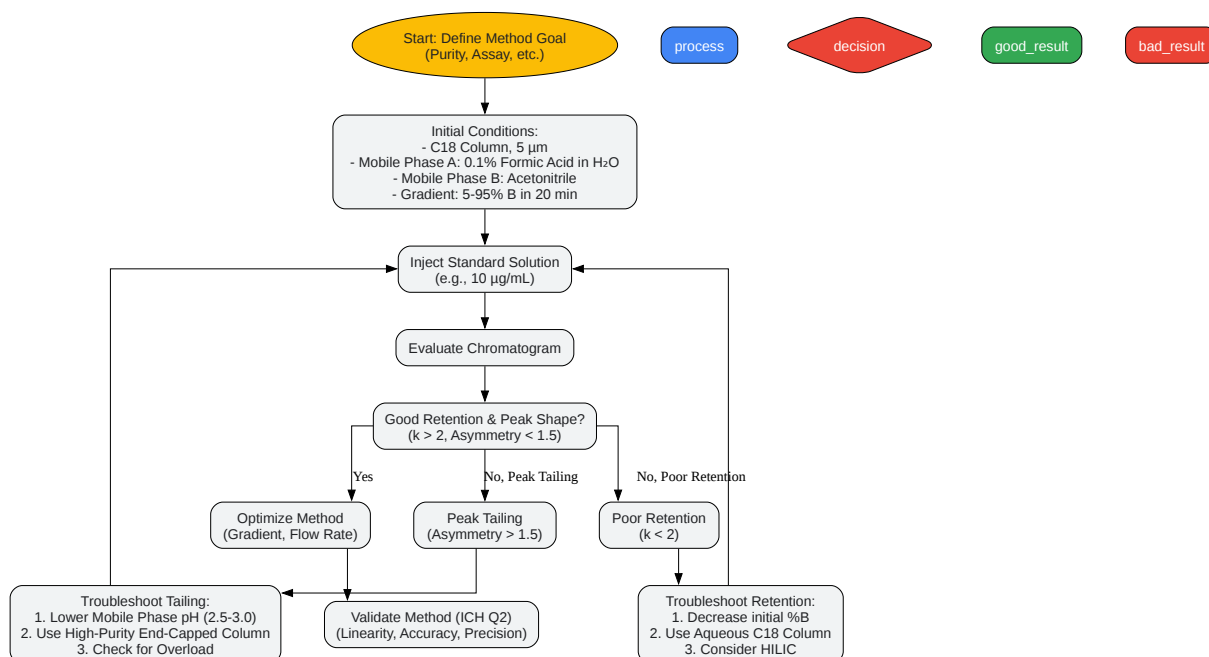 Start: Define Method Goal
(Purity, Assay, etc.)
process
decision
good_result
bad_result
Initial Conditions:
- C18 Column, 5 µm
- Mobile Phase A: 0.1% Formic Acid in H₂O
- Mobile Phase B: Acetonitrile
- Gradient: 5-95% B in 20 min
Inject Standard Solution
(e.g., 10 µg/mL)
Evaluate Chromatogram
Good Retention & Peak Shape?
(k > 2, Asymmetry < 1.5)
Yes
No, Peak Tailing
No, Poor Retention
Optimize Method
(Gradient, Flow Rate)
Peak Tailing
(Asymmetry > 1.5)
Poor Retention
(k < 2)
Troubleshoot Tailing:
1. Lower Mobile Phase pH (2.5-3.0)
2. Use High-Purity End-Capped Column
3. Check for Overload
Validate Method (ICH Q2)
(Linearity, Accuracy, Precision)
Troubleshoot Retention:
1. Decrease initial %B
2. Use Aqueous C18 Column
3. Consider HILIC